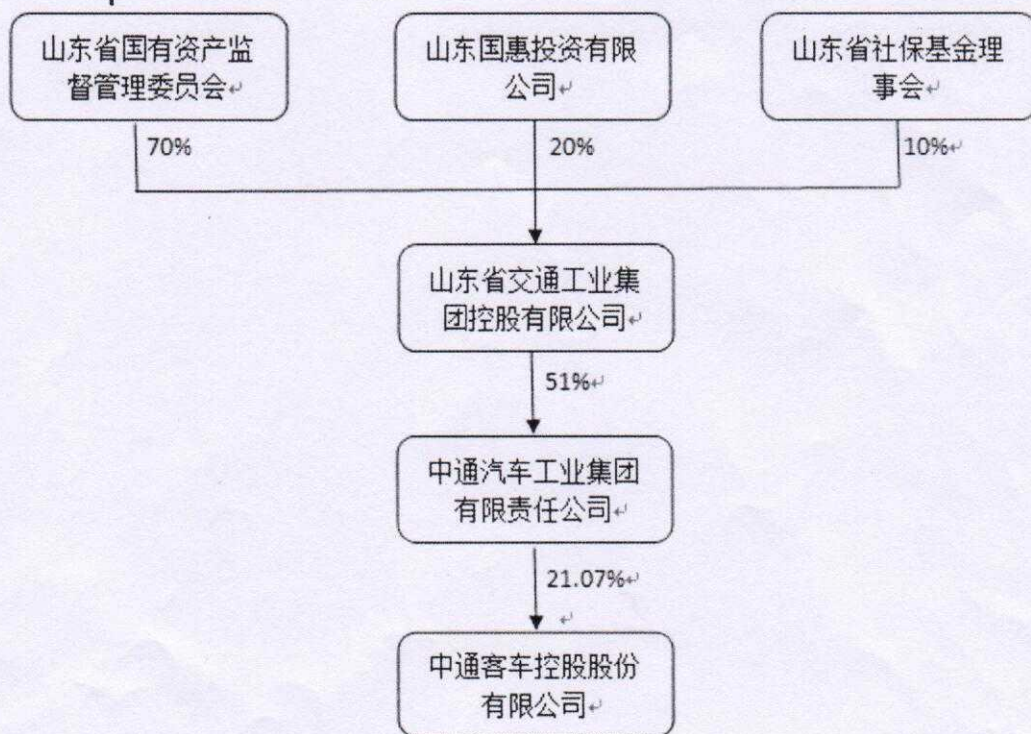 山东省国有资产监
督管理委员会↵
山东国惠投资有限
公司↵
山东省社保基金理
事会↵
70%
20%
10%↵
山东省交通工业集
团控股有限公司↵
51%↵
中通汽车工业集团
有限责任公司↵
21.07%↵
↵
中通客车控股股份
有限公司↵